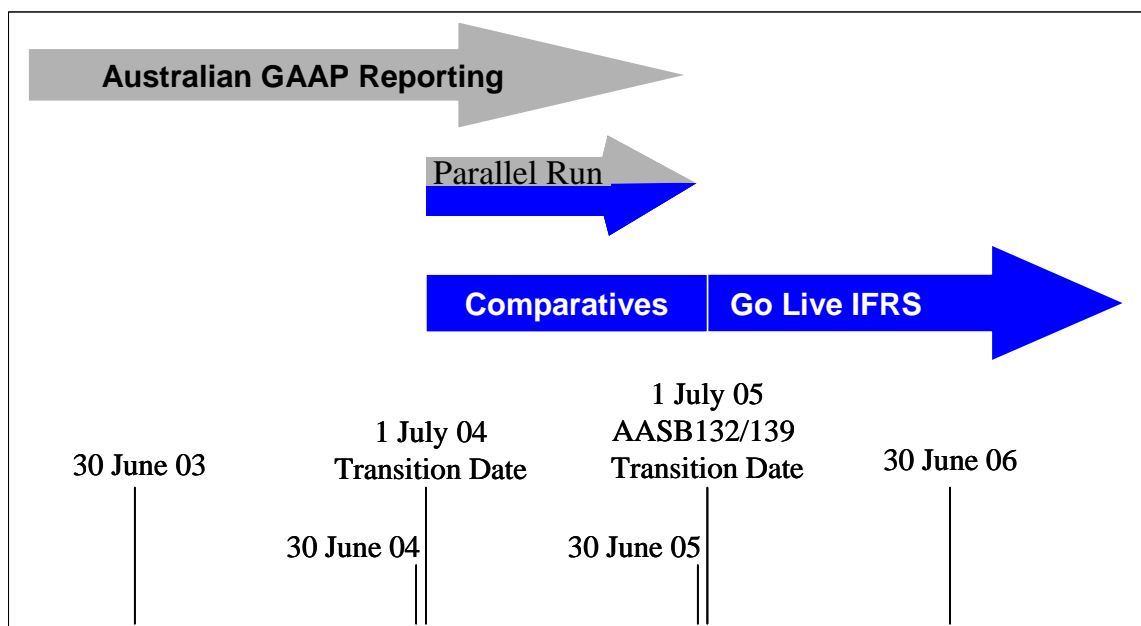 Australian GAAP Reporting
Parallel Run
Comparatives
Go Live IFRS
30 June 03
1 July 04
Transition Date
1 July 05
AASB132/139
Transition Date
30 June 06
30 June 04
30 June 05